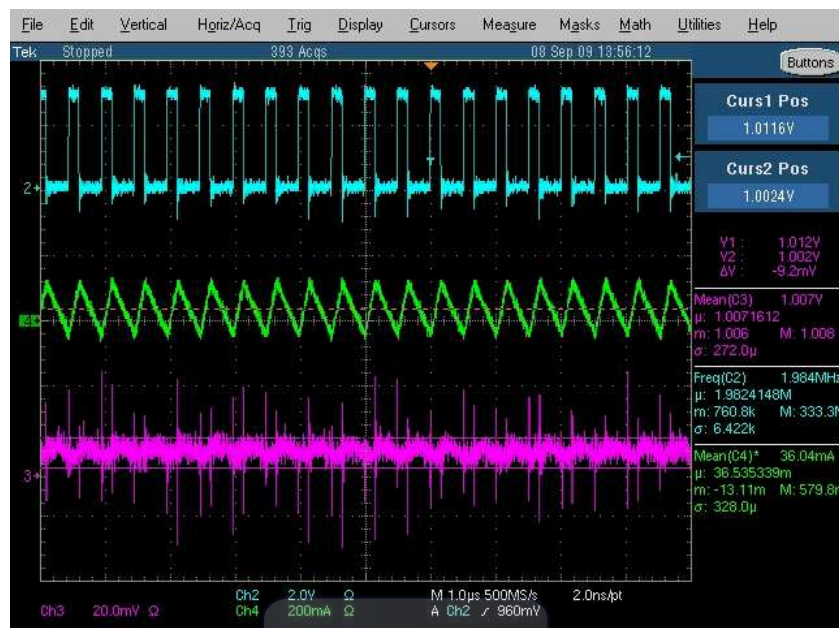 File Edit Vertical Horiz/Acq Trig Display Cursors Measure Masks Math Utilities Help
Tek Stopped 393 Acqs 08 Sep 09 13:56:12
Buttons
Curs1 Pos
1.0116V
Curs2 Pos
1.0024V
V1 : 1.012V
V2 : 1.002V
ΔV : -9.2mV
Mean(C3) 1.007V
μ: 1.0071612
m: 1.006 M: 1.008
σ: 272.0μ
Freq(C2) 1.984MHz
μ: 1.9824148M
m: 760.8k M: 333.3M
σ: 6.422k
Mean(C4)* 36.04mA
μ: 36.535339m
m: -13.11m M: 579.8m
σ: 328.0μ
2
T
4
3
Ch2 2.0V Ω M 1.0μs 500MS/s 2.0ns/pt
Ch3 20.0mV Ω Ch4 200mA Ω A Ch2 960mV